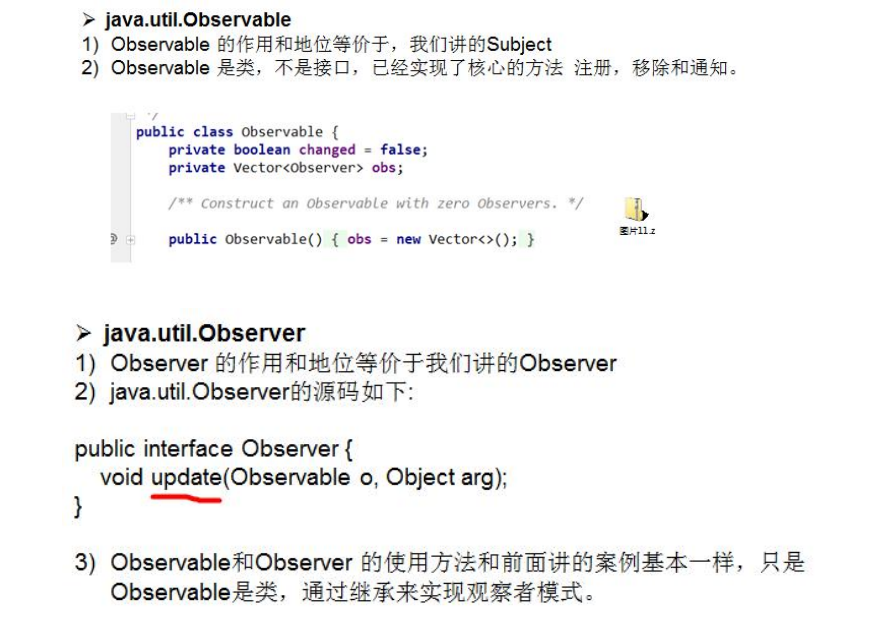 ➢ java.util.Observable
1) Observable 的作用和地位等价于，我们讲的Subject
2) Observable 是类，不是接口，已经实现了核心的方法 注册，移除和通知。
*/
public class Observable {
private boolean changed = false;
private Vector<Observer> obs;
/** Construct an Observable with zero Observers. */
图片11.z
@ public Observable() { obs = new Vector<>(); }
➢ java.util.Observer
1) Observer 的作用和地位等价于我们讲的Observer
2) java.util.Observer的源码如下:
public interface Observer {
void update(Observable o, Object arg);
}
3) Observable和Observer 的使用方法和前面讲的案例基本一样，只是
Observable是类，通过继承来实现观察者模式。